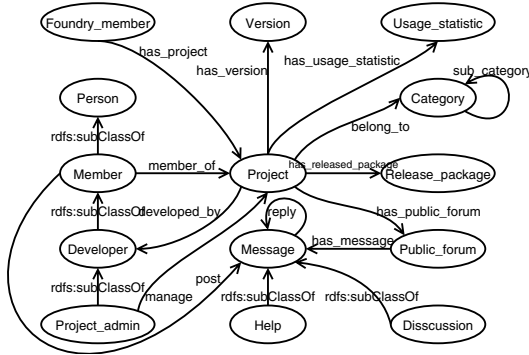 Foundry_member
Version
Usage_statistic
has_project
has_version
has_usage_statistic
sub_category
Person
Category
rdfs:subClassOf
belong_to
Member
member_of
Project
has_released_package
Release_package
rdfs:subClassOf
developed_by
reply
has_public_forum
Developer
Message
has_message
Public_forum
rdfs:subClassOf
manage
post
rdfs:subClassOf
rdfs:subClassOf
Project_admin
Help
Disscussion